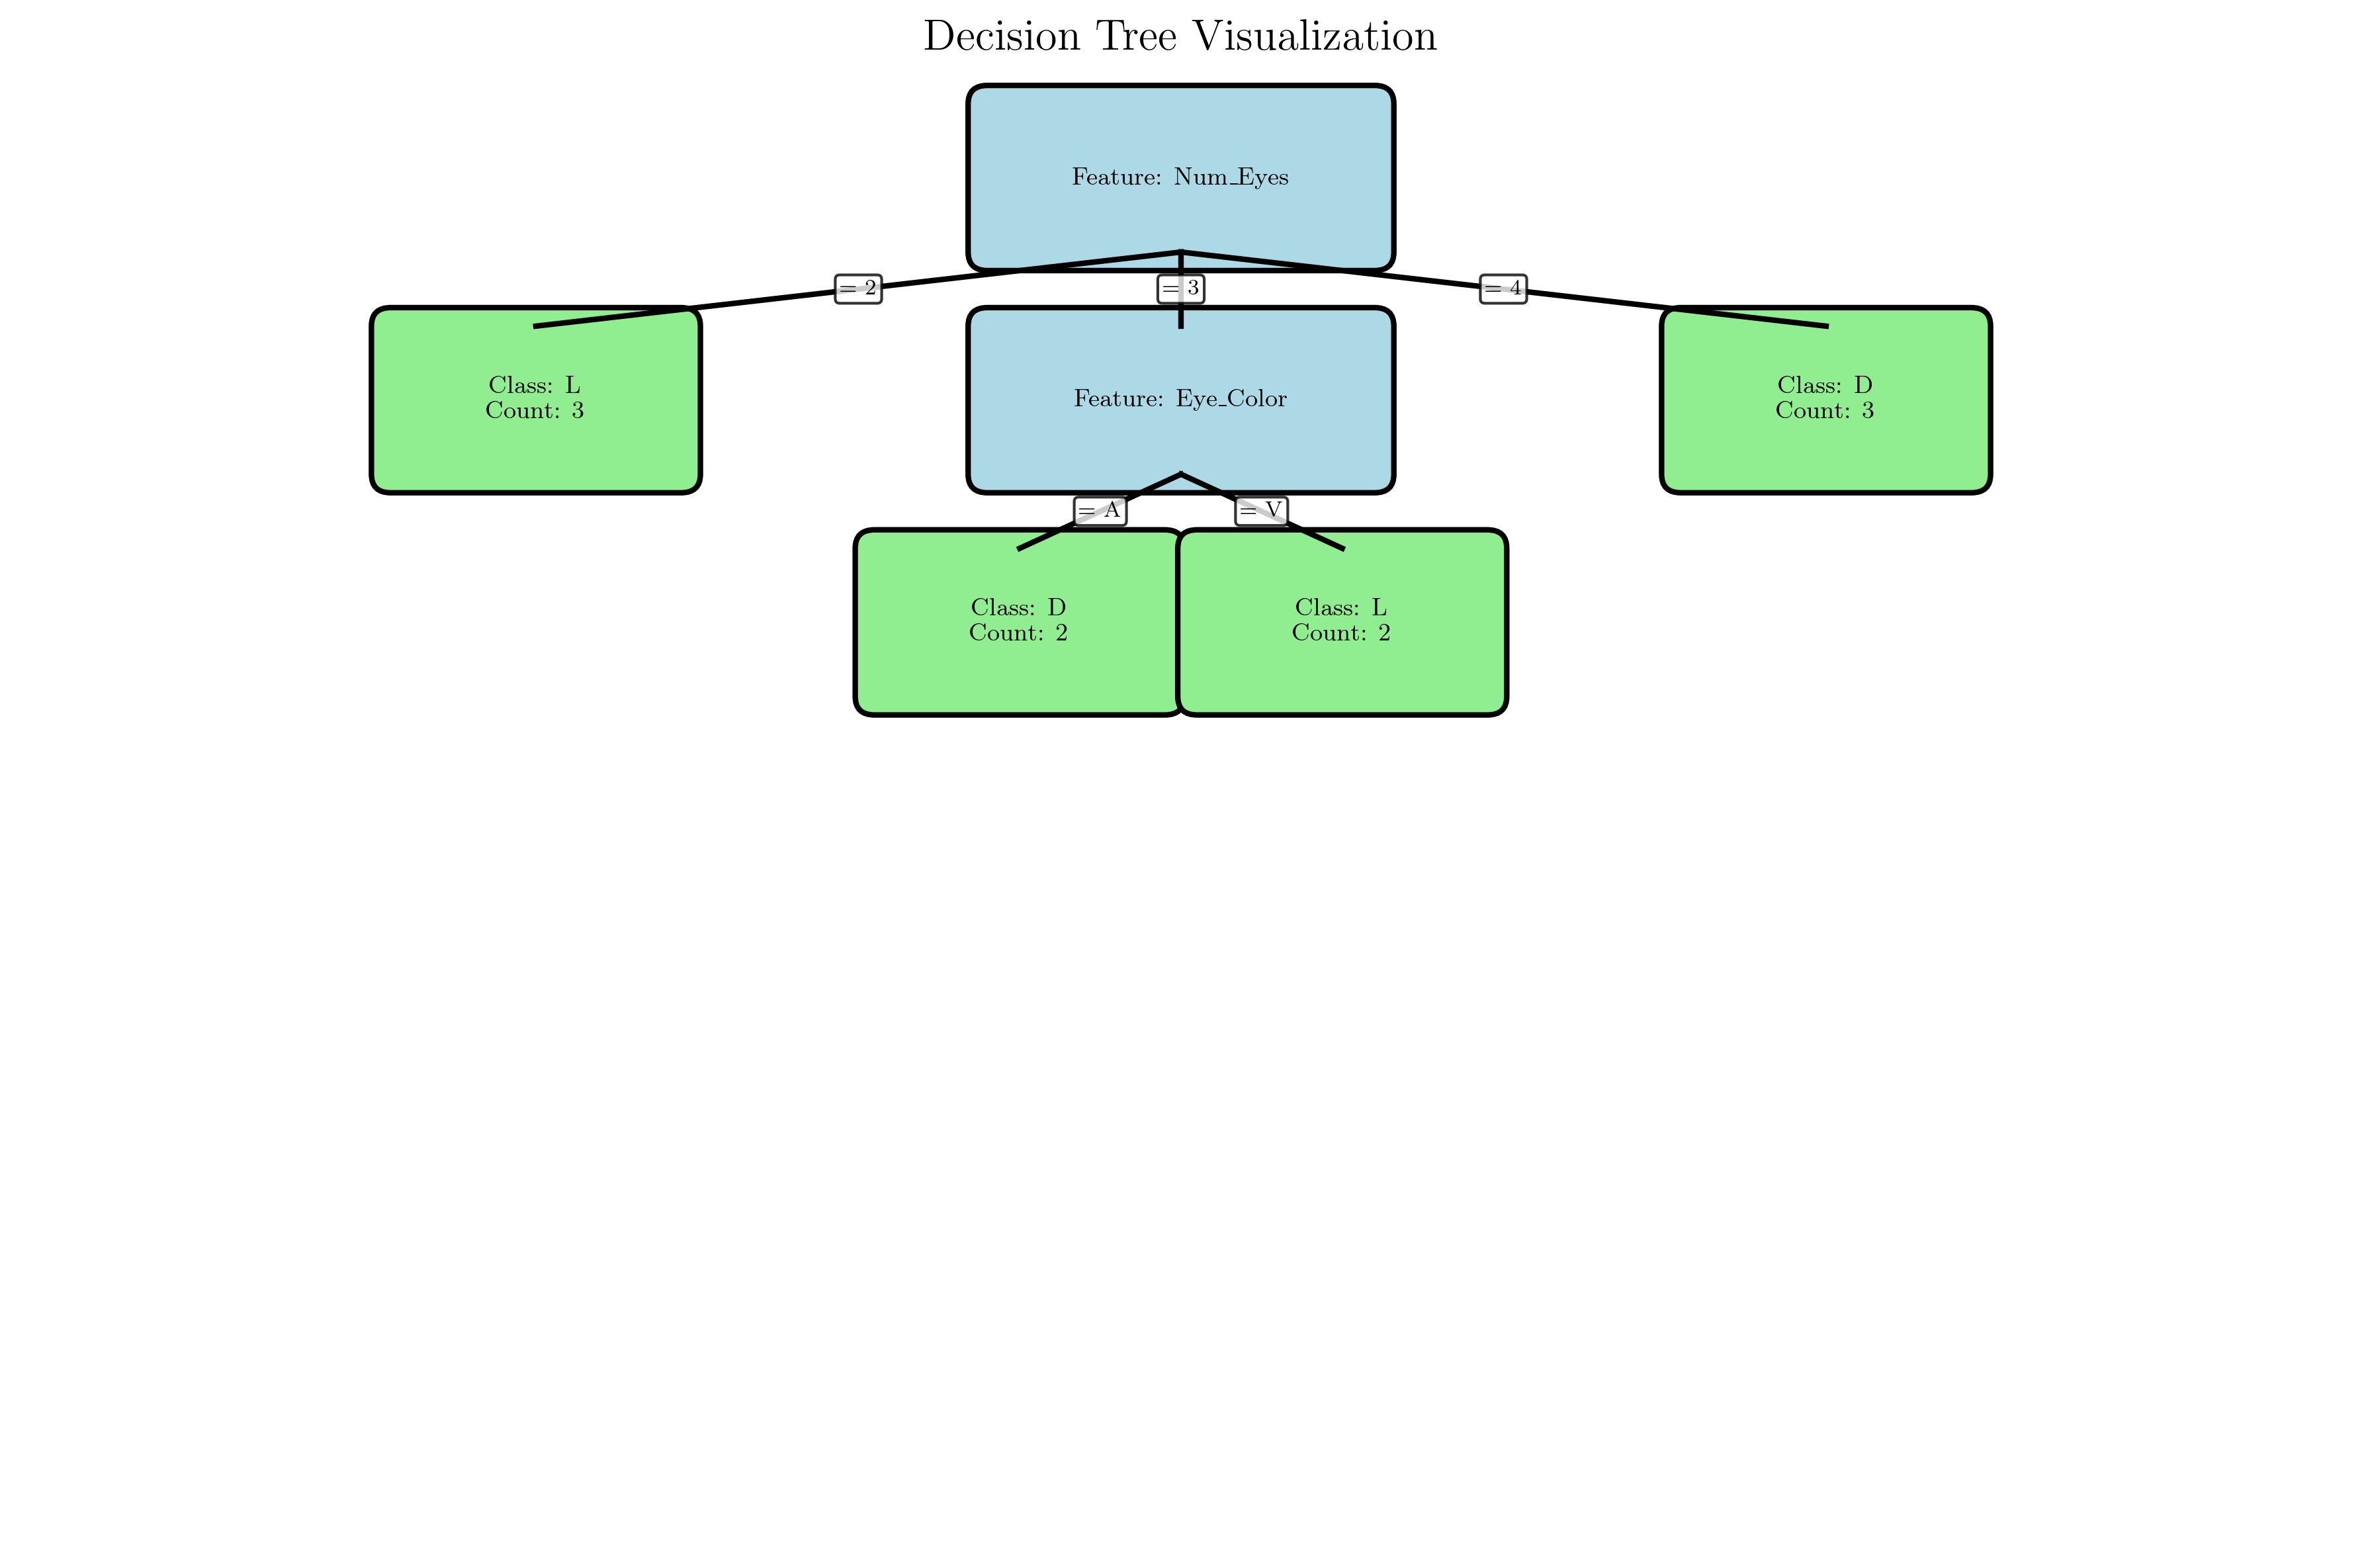 Decision Tree Visualization
Feature: Num_Eyes
= 2
= 3
= 4
Class: L
Count: 3
Feature: Eye_Color
Class: D
Count: 3
= A
= V
Class: D
Count: 2
Class: L
Count: 2